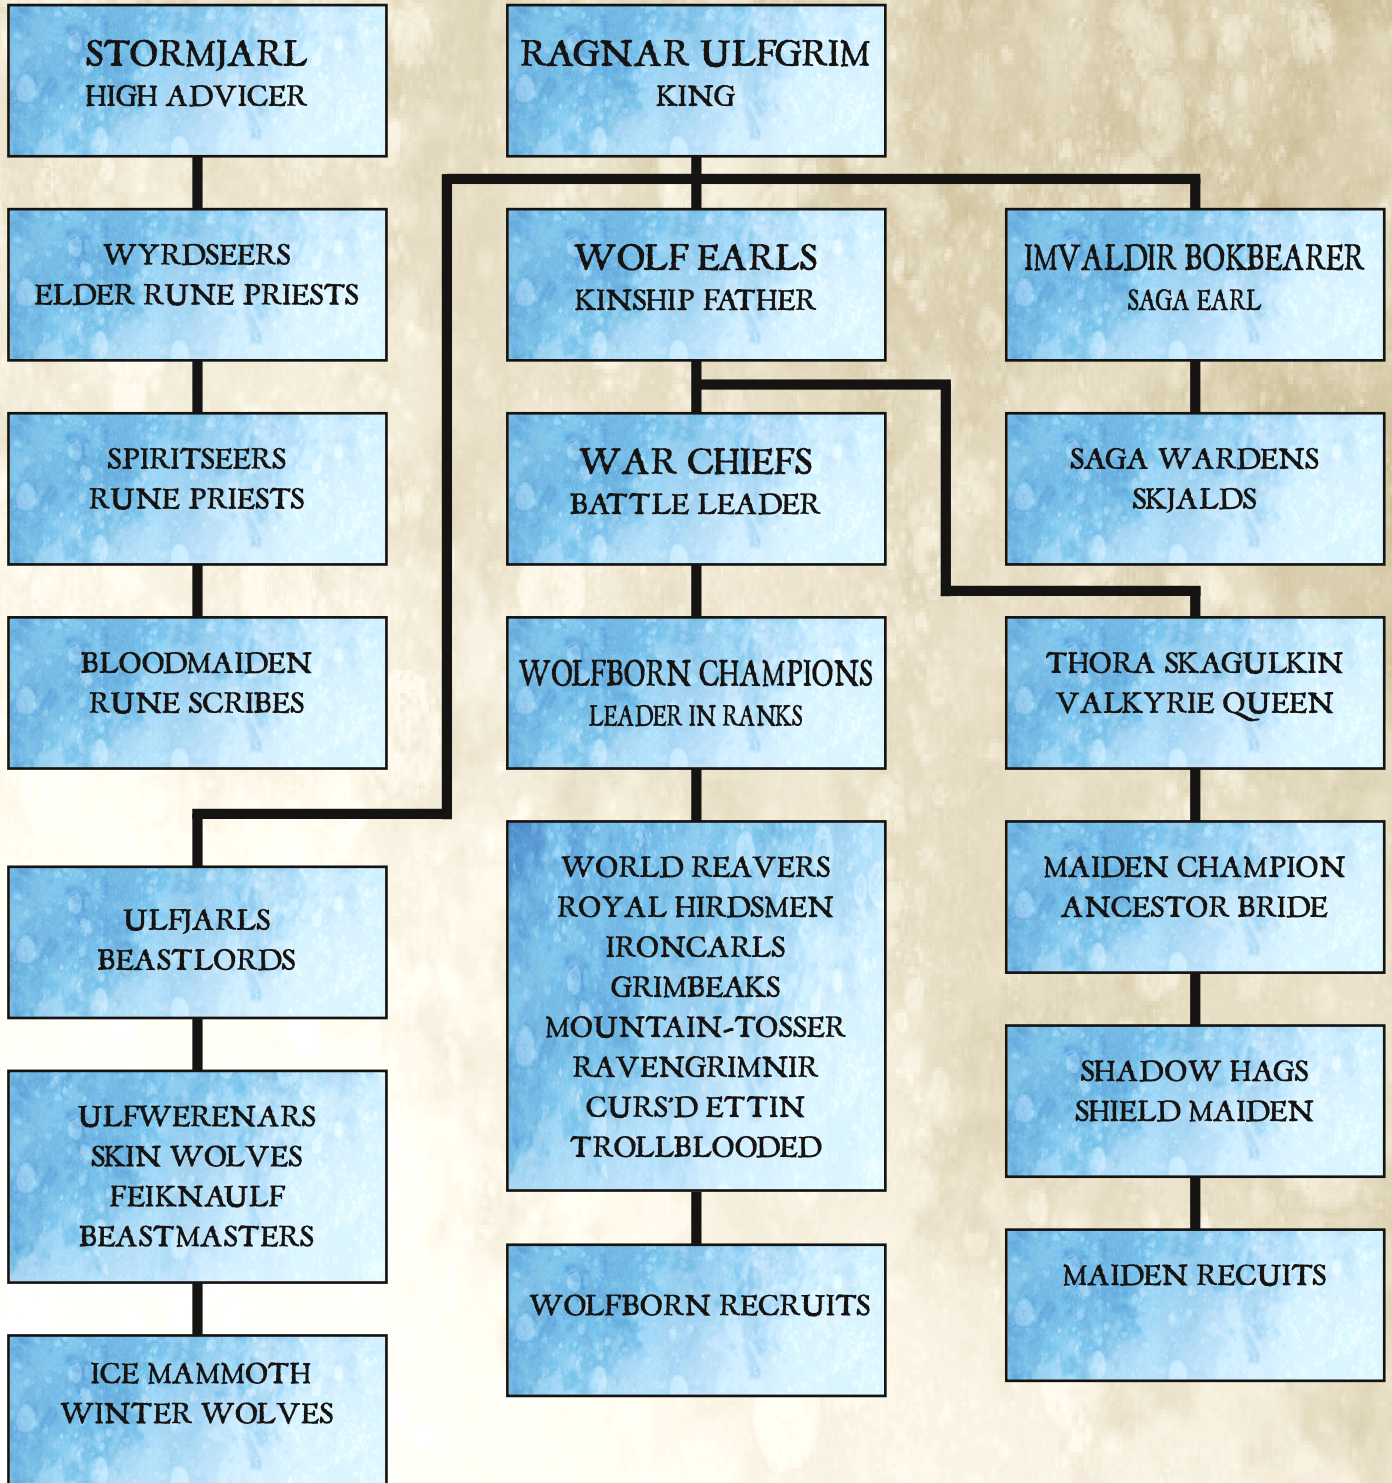 STORMJARL
HIGH ADVICER
RAGNAR ULFGRIM
KING
WYRDSEERS
ELDER RUNE PRIESTS
WOLF EARLS
KINSHIP FATHER
IMVALDIR BOKBEARER
SAGA EARL
SPIRITSEERS
RUNE PRIESTS
WAR CHIEFS
BATTLE LEADER
SAGA WARDENS
SKJALDS
BLOODMAIDEN
RUNE SCRIBES
WOLFBORN CHAMPIONS
LEADER IN RANKS
THORA SKAGULKIN
VALKYRIE QUEEN
ULFJARLS
BEASTLORDS
WORLD REAVERS
ROYAL HIRDSMEN
IRONCARLS
GRIMBEAKS
MOUNTAIN-TOSSER
RAVENGRIMNIR
CURS'D ETTIN
TROLLBLOODED
MAIDEN CHAMPION
ANCESTOR BRIDE
ULFWERENARS
SKIN WOLVES
FEIKNAULF
BEASTMASTERS
SHADOW HAGS
SHIELD MAIDEN
WOLFBORN RECRUITS
MAIDEN RECUITS
ICE MAMMOTH
WINTER WOLVES